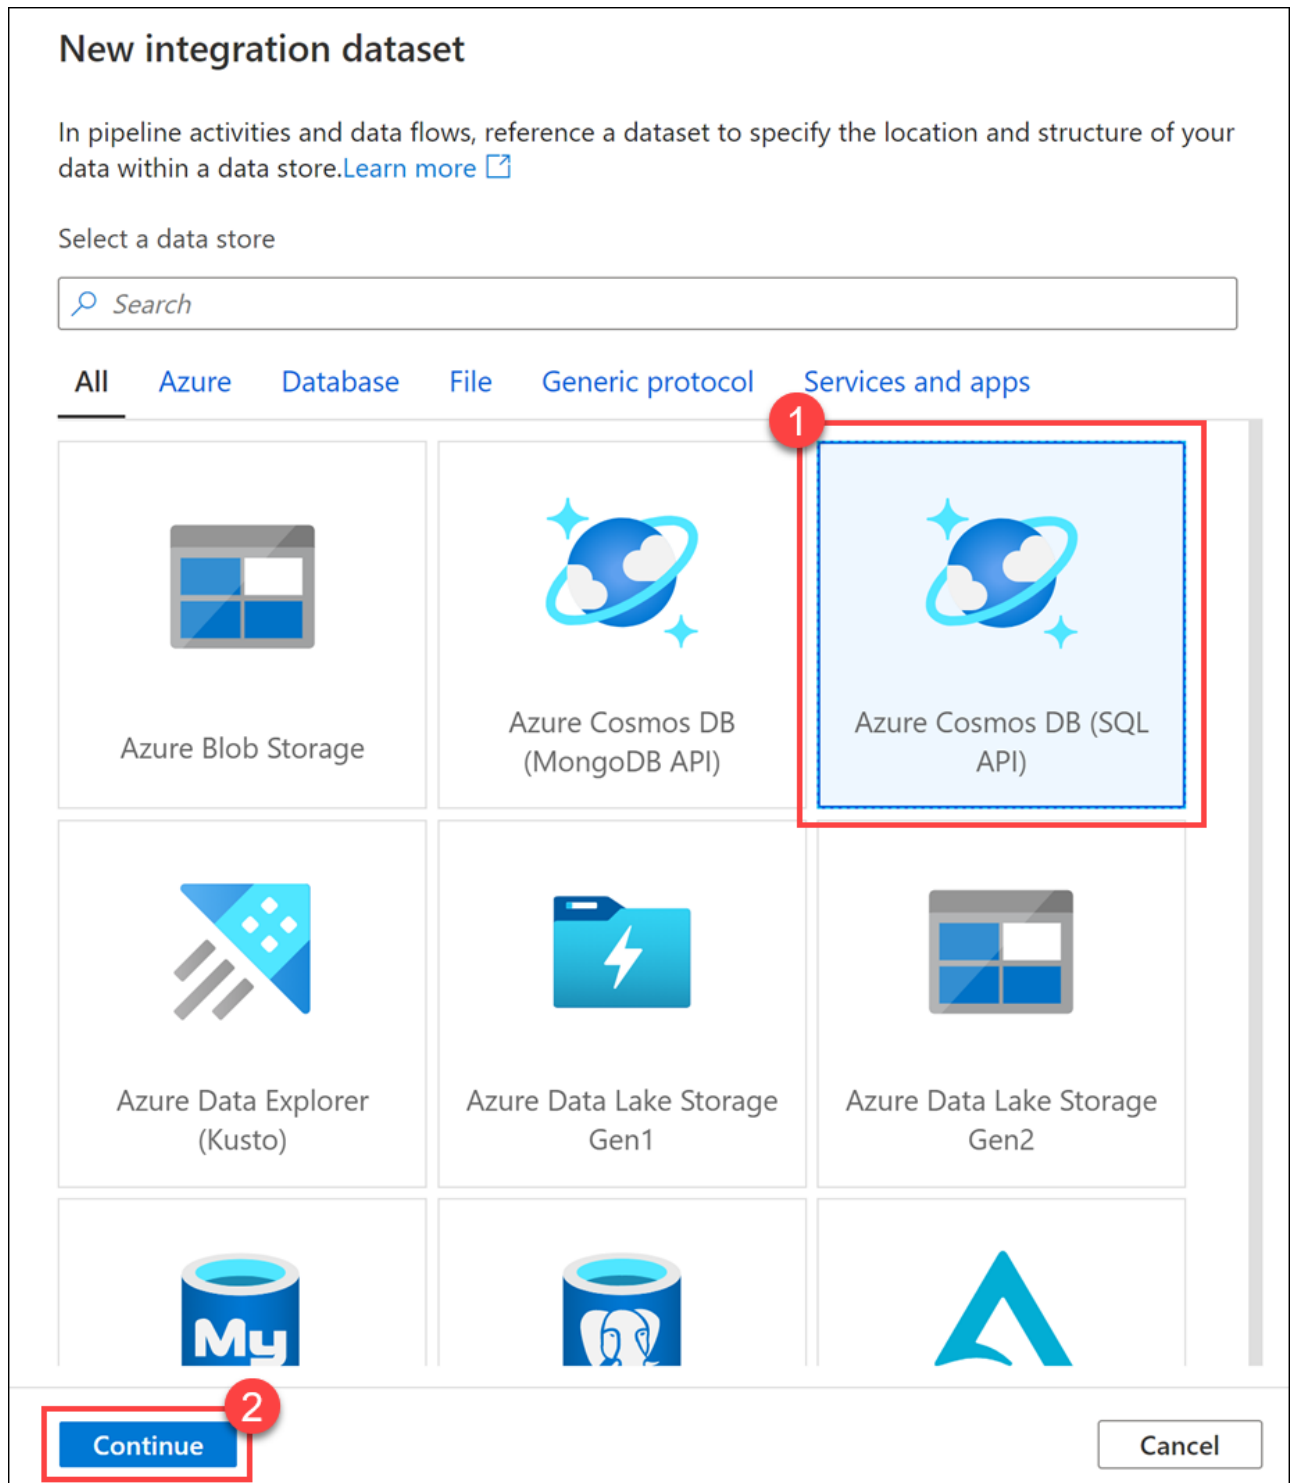 New integration dataset
In pipeline activities and data flows, reference a dataset to specify the location and structure of your
data within a data store.Learn more
Select a data store
Search
All Azure Database File Generic protocol Services and apps
1
Azure Blob Storage
Azure Cosmos DB
(MongoDB API)
Azure Cosmos DB (SQL
API)
Azure Data Explorer
(Kusto)
Azure Data Lake Storage
Gen1
Azure Data Lake Storage
Gen2
My
2
Continue
Cancel